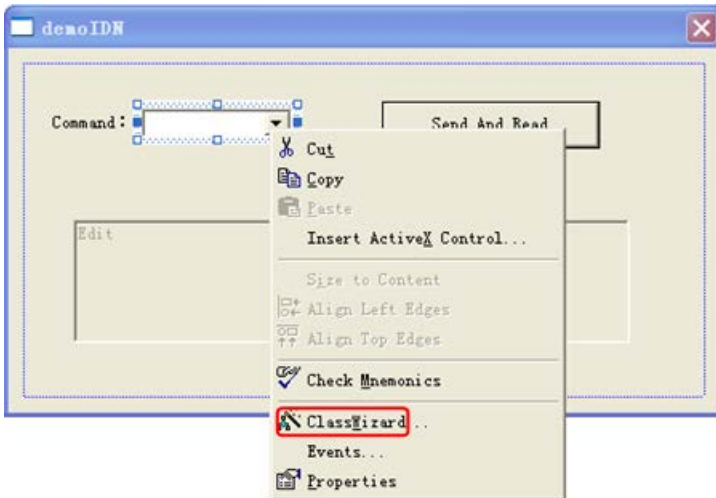 demoIDN
Command:
Send And Read
Cut
Copy
Paste
Insert ActiveX Control...
Edit
Size to Content
Align Left Edges
Align Top Edges
Check Mnemonics
ClassWizard...
Events...
Properties